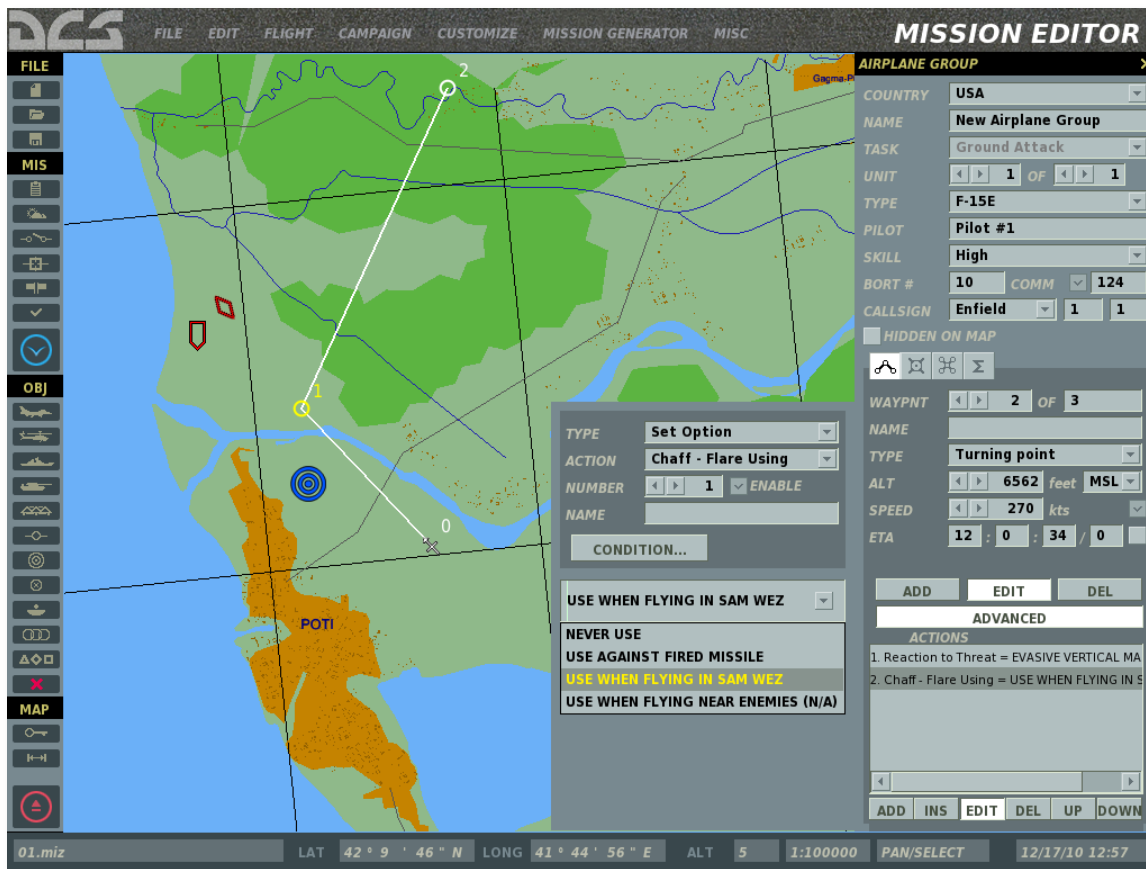 DCS FILE EDIT FLIGHT CAMPAIGN CUSTOMIZE MISSION GENERATOR MISC MISSION EDITOR
FILE
MIS
OBJ
MAP
2
1
0
Gagma-P
POTI
TYPE Set Option
ACTION Chaff - Flare Using
NUMBER 1 ENABLE
NAME
CONDITION...
USE WHEN FLYING IN SAM WEZ
NEVER USE
USE AGAINST FIRED MISSILE
USE WHEN FLYING IN SAM WEZ
USE WHEN FLYING NEAR ENEMIES (N/A)
AIRPLANE GROUP
COUNTRY USA
NAME New Airplane Group
TASK Ground Attack
UNIT 1 OF 1
TYPE F-15E
PILOT Pilot #1
SKILL High
BORT # 10 COMM 124
CALLSIGN Enfield 1 1
HIDDEN ON MAP
WAYPNT 2 OF 3
NAME
TYPE Turning point
ALT 6562 feet MSL
SPEED 270 kts
ETA 12 : 0 : 34 / 0
ADD EDIT DEL
ADVANCED
ACTIONS
1. Reaction to Threat = EVASIVE VERTICAL MA
2. Chaff - Flare Using = USE WHEN FLYING IN S
ADD INS EDIT DEL UP DOWN
01.miz LAT 42 ° 9 ' 46 " N LONG 41 ° 44 ' 56 " E ALT 5 1:100000 PAN/SELECT 12/17/10 12:57